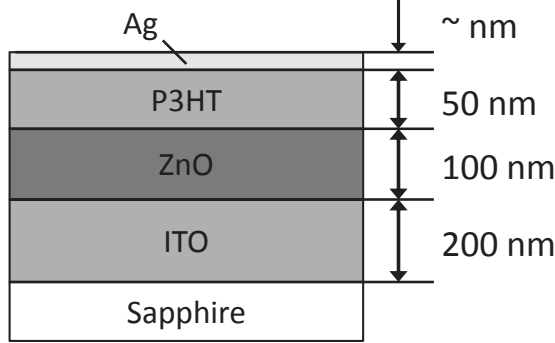 Ag
~ nm
P3HT
50 nm
ZnO
100 nm
ITO
200 nm
Sapphire